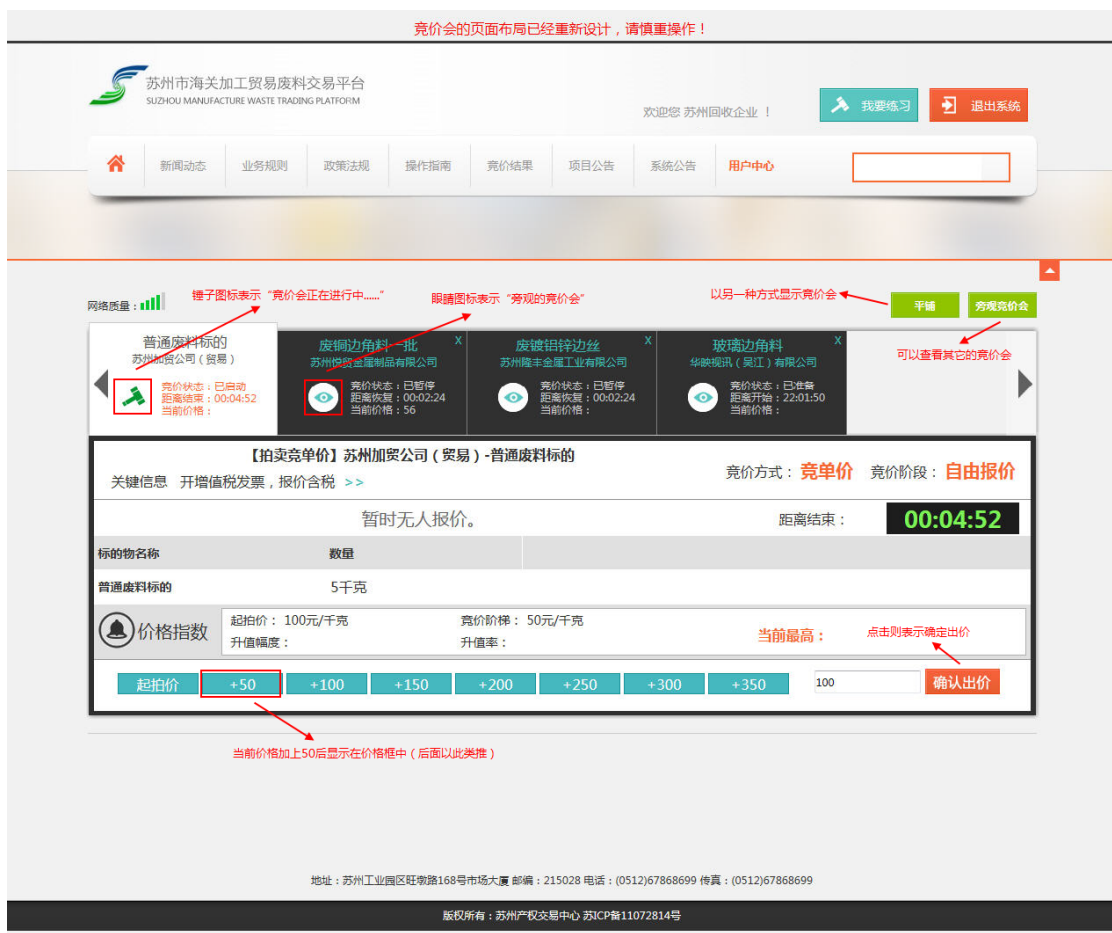 竞价会的页面布局已经重新设计，请慎重操作！
苏州市海关加工贸易废料交易平台
SUZHOU MANUFACTURE WASTE TRADING PLATFORM
欢迎您 苏州回收企业 ！
我要练习
退出系统
新闻动态 业务规则 政策法规 操作指南 竞价结果 项目公告 系统公告 用户中心
网络质量：
锤子图标表示“竞价会正在进行中......”
眼睛图标表示“旁观的竞价会”
以另一种方式显示竞价会
平铺
旁观竞价会
可以查看其它的竞价会
普通废料标的
苏州加贸公司（贸易）
竞价状态：已启动
距离结束：00:04:52
当前价格：
废铜边角料一批 X
苏州悦贸金属制品有限公司
竞价状态：已暂停
距离恢复：00:02:24
当前价格：56
废镀铝锌边丝 X
苏州隆丰金属工业有限公司
竞价状态：已暂停
距离恢复：00:02:24
当前价格：
玻璃边角料 X
华映视讯（吴江）有限公司
竞价状态：已准备
距离开始：22:01:50
当前价格：
【拍卖竞单价】苏州加贸公司（贸易）-普通废料标的
关键信息 开增值税发票，报价含税 >>
竞价方式：竞单价 竞价阶段：自由报价
暂时无人报价。
距离结束： 00:04:52
标的物名称 数量
普通废料标的 5千克
价格指数
起拍价： 100元/千克 竞价阶梯： 50元/千克
升值幅度： 升值率：
当前最高：
点击则表示确定出价
起拍价 +50 +100 +150 +200 +250 +300 +350 100 确认出价
当前价格加上50后显示在价格框中（后面以此类推）
地址：苏州工业园区旺墩路168号市场大厦 邮编：215028 电话：(0512)67868699 传真：(0512)67868699
版权所有：苏州产权交易中心 苏ICP备11072814号